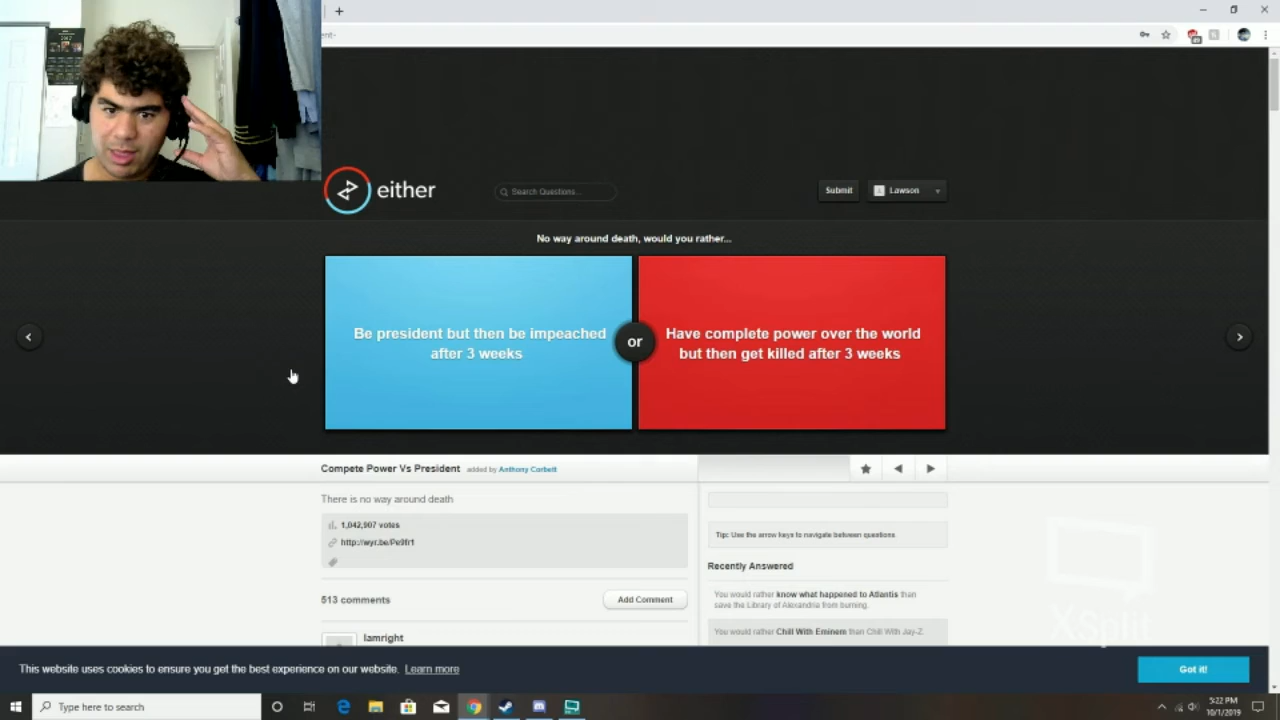 ent-
either
Search Questions...
Submit
Lawson
No way around death, would you rather...
Be president but then be impeached
after 3 weeks
or
Have complete power over the world
but then get killed after 3 weeks
Compete Power Vs President added by Anthony Corbett
There is no way around death
1,042,907 votes
http://wyr.be/Pe9fr1
513 comments
Add Comment
Iamright
Tip: Use the arrow keys to navigate between questions.
Recently Answered
You would rather know what happened to Atlantis than
save the Library of Alexandria from burning.
You would rather Chill With Eminem than Chill With Jay-Z.
XSplit
This website uses cookies to ensure you get the best experience on our website. Learn more
Got it!
Type here to search
5:22 PM
10/1/2019